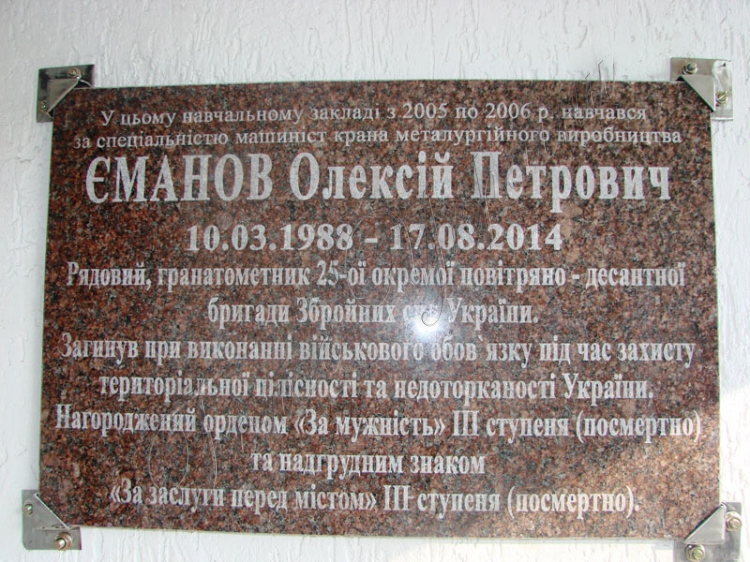 У цьому навчальному закладі з 2005 по 2006 р. навчався
за спеціальністю машиніст крана металургійного виробництва
ЄМАНОВ Олексій Петрович
10.03.1988 - 17.08.2014
Рядовий, гранатометник 25-ої окремої повітряно - десантної
бригади Збройних сил України.
Загинув при виконанні військового обов`язку під час захисту
територіальної цілісності та недоторканості України.
Нагороджений орденом «За мужність» III ступеня (посмертно)
та надгрудним знаком
«За заслуги перед містом» III ступеня (посмертно).